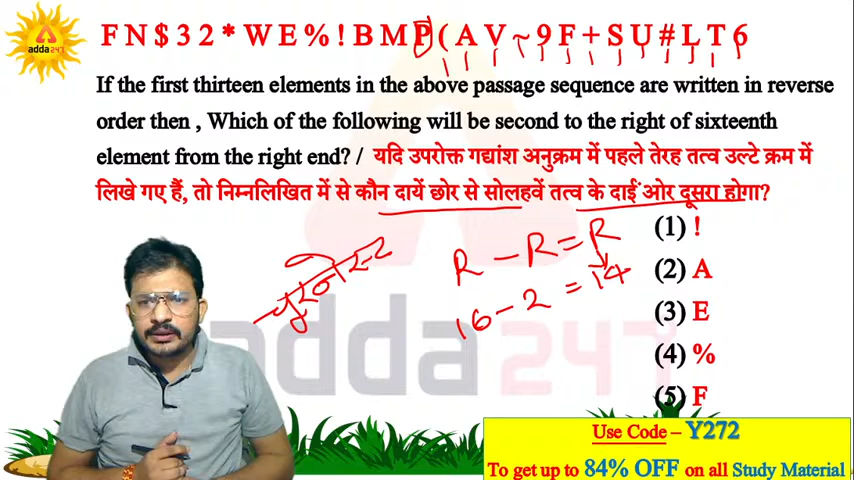 adda247
F N $ 3 2 * W E % ! B M P ( A V ~ 9 F + S U # L T 6
If the first thirteen elements in the above passage sequence are written in reverse
order then , Which of the following will be second to the right of sixteenth
element from the right end? / यदि उपरोक्त गद्यांश अनुक्रम में पहले तेरह तत्व उल्टे क्रम में
लिखे गए हैं, तो निम्नलिखित में से कौन दायें छोर से सोलहवें तत्व के दाईं ओर दूसरा होगा?
(1) !
(2) A
(3) E
(4) %
(5) F
R - R = R
16 - 2 = 14
adda247
Use Code – Y272
To get up to 84% OFF on all Study Material